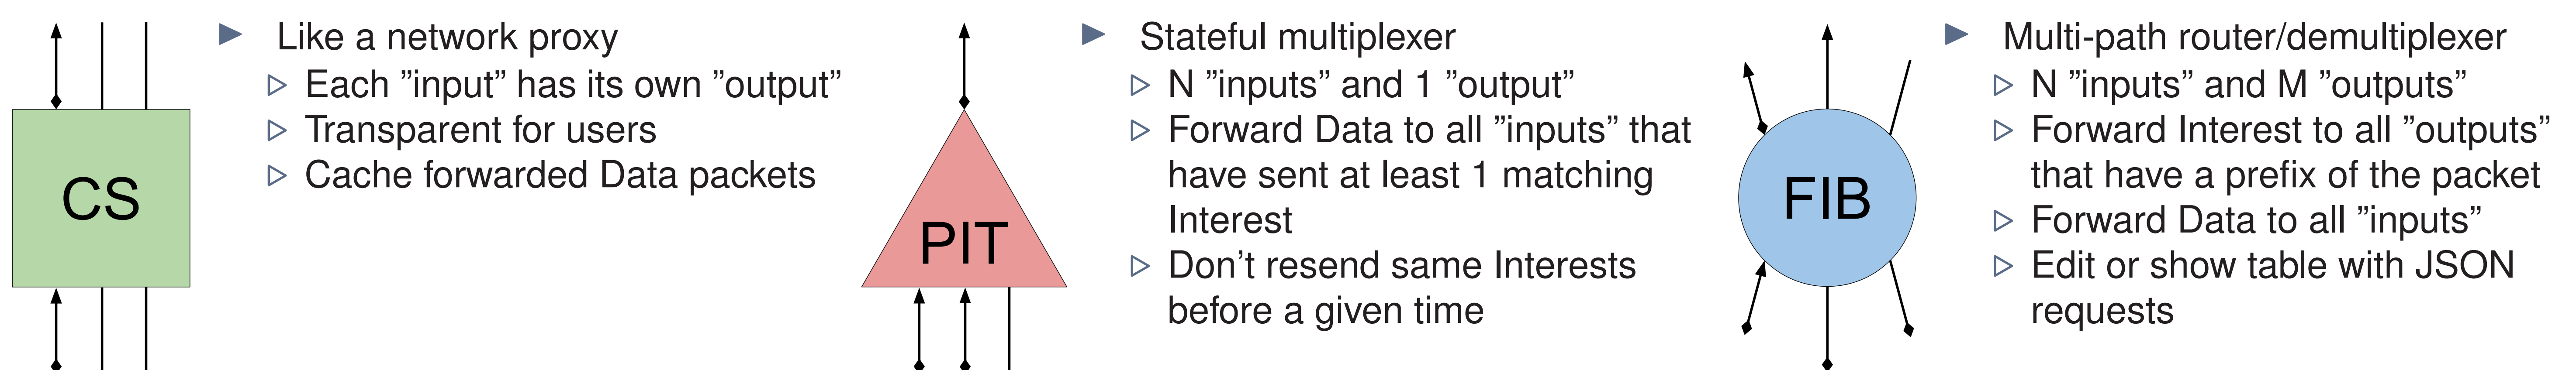 CS
Like a network proxy
Each ”input” has its own ”output”
Transparent for users
Cache forwarded Data packets
PIT
Stateful multiplexer
N ”inputs” and 1 ”output”
Forward Data to all ”inputs” that
have sent at least 1 matching
Interest
Don’t resend same Interests
before a given time
FIB
Multi-path router/demultiplexer
N ”inputs” and M ”outputs”
Forward Interest to all ”outputs”
that have a prefix of the packet
Forward Data to all ”inputs”
Edit or show table with JSON
requests